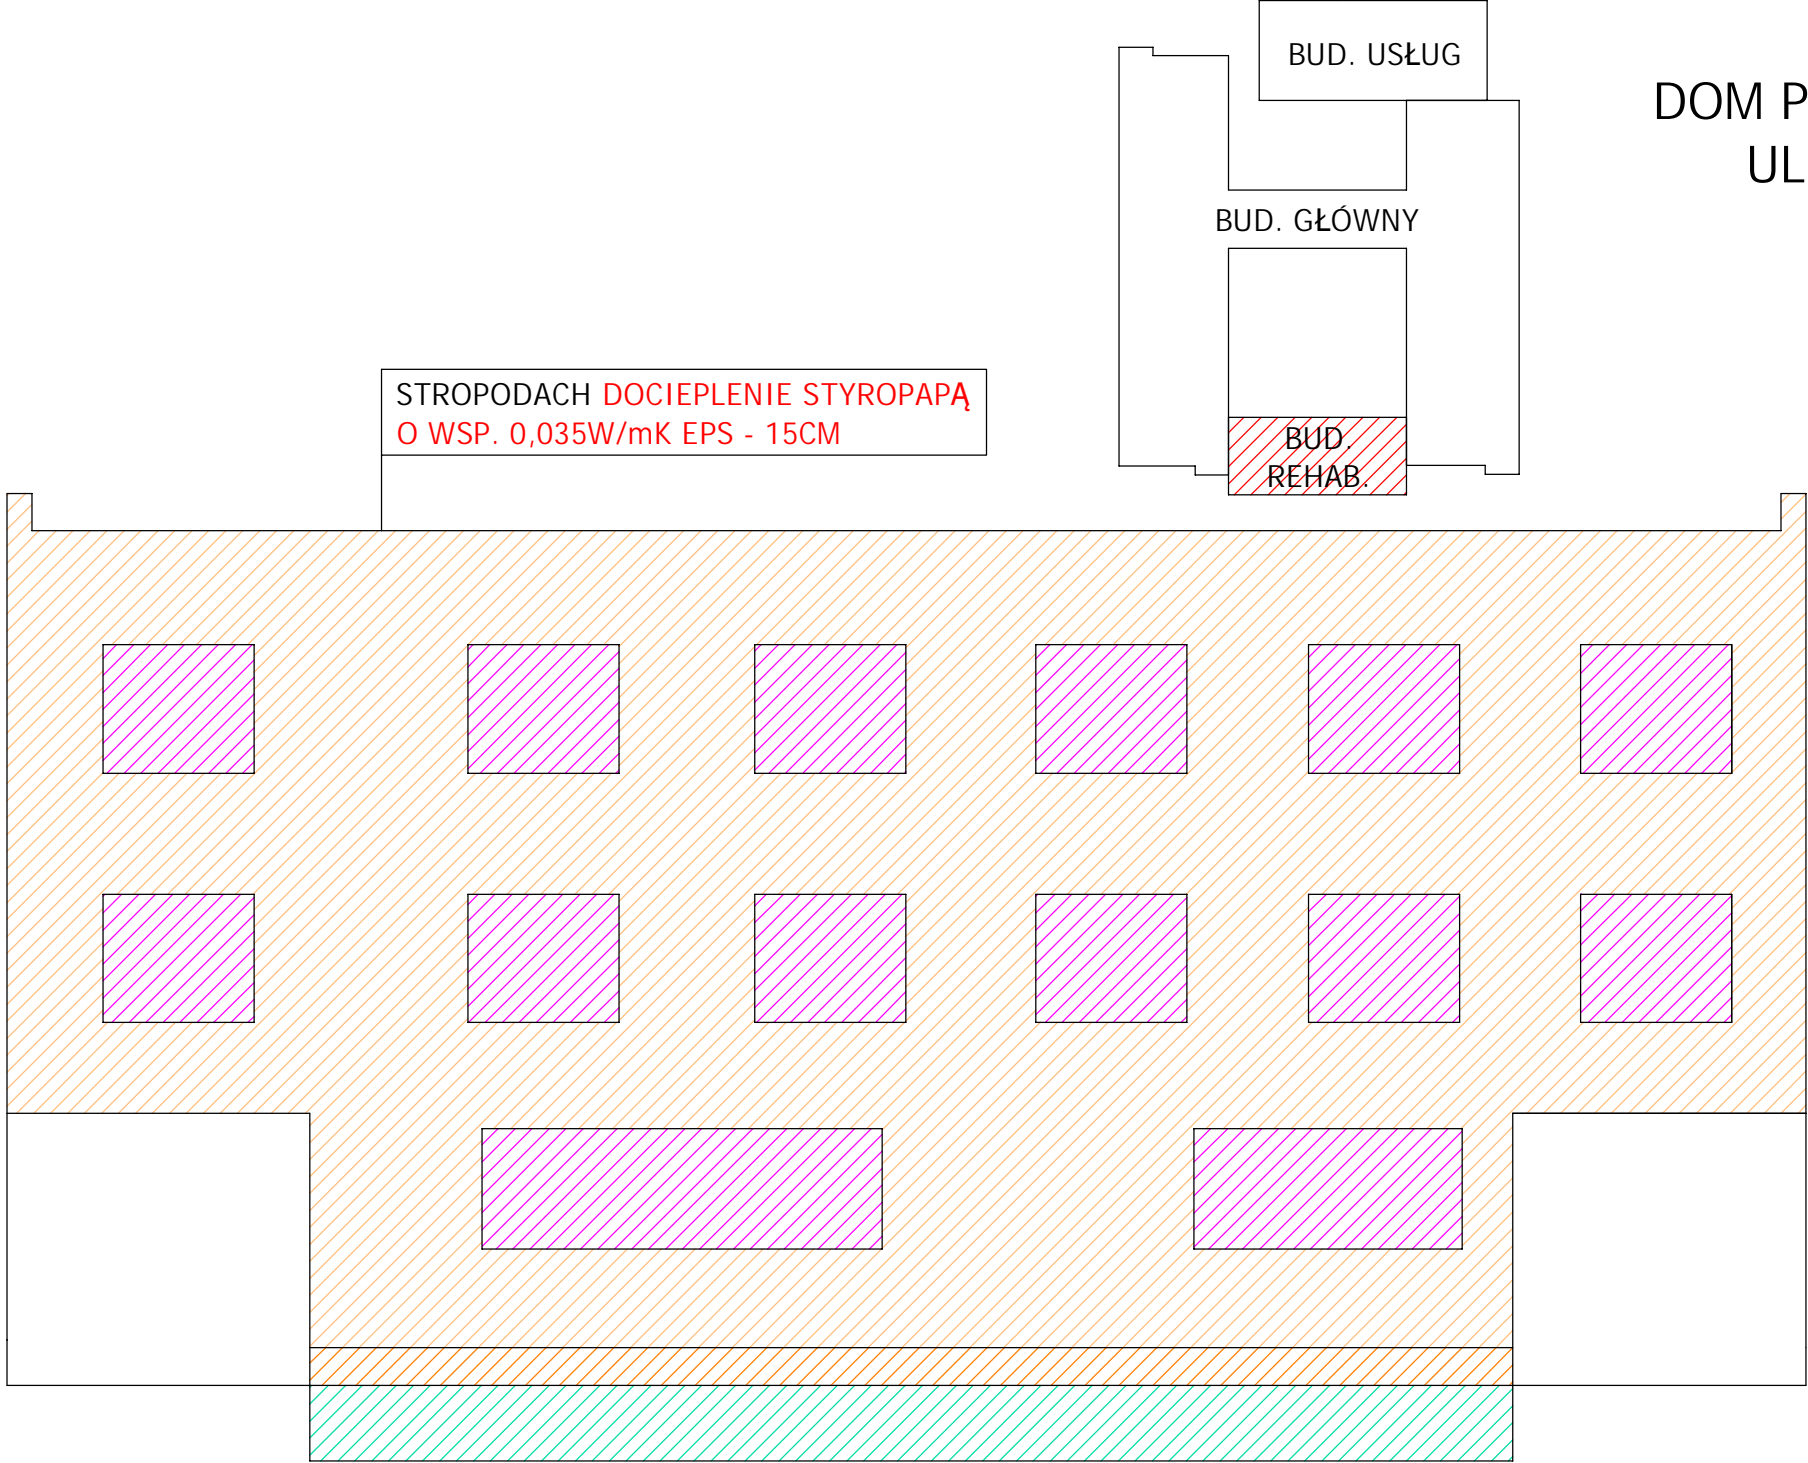 BUD. USŁUG
DOM P
UL
BUD. GŁÓWNY
STROPODACH DOCIEPLENIE STYROPAPĄ
O WSP. 0,035W/mK EPS - 15CM
BUD.
REHAB.